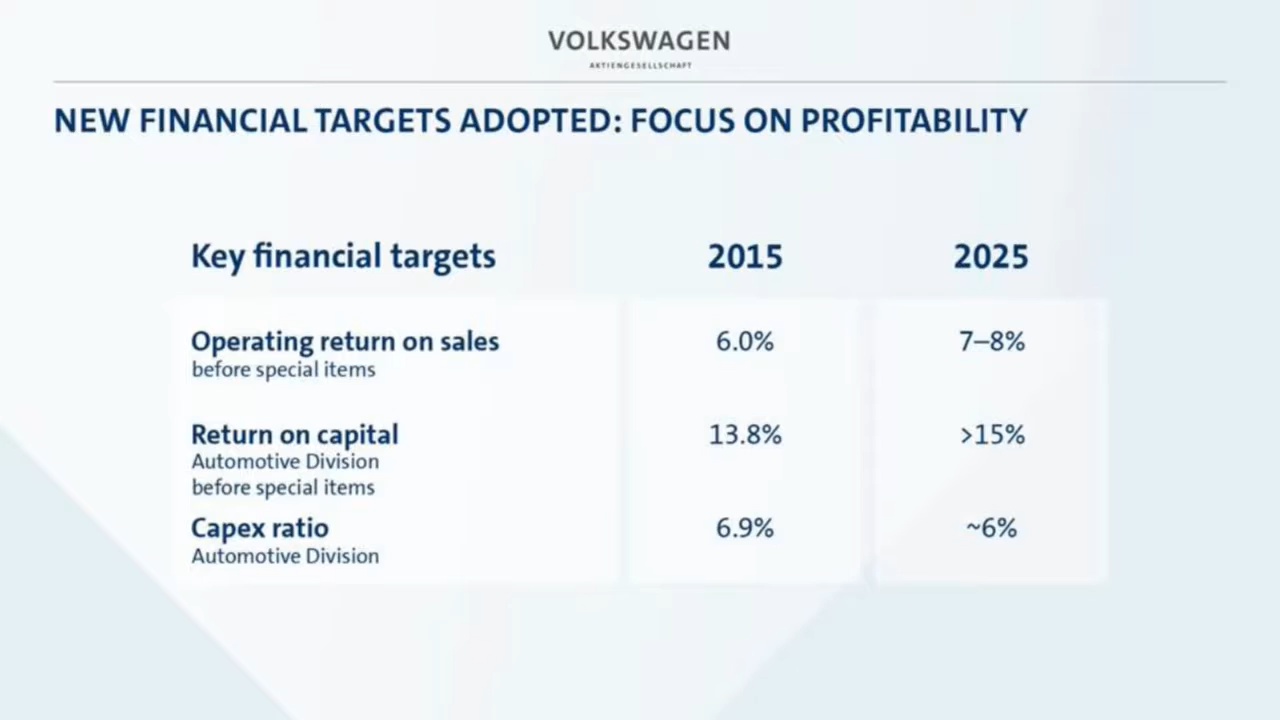 VOLKSWAGEN
AKTIENGESELLSCHAFT
NEW FINANCIAL TARGETS ADOPTED: FOCUS ON PROFITABILITY
Key financial targets 2015 2025
Operating return on sales 6.0% 7–8%
before special items
Return on capital 13.8% >15%
Automotive Division
before special items
Capex ratio 6.9% ~6%
Automotive Division